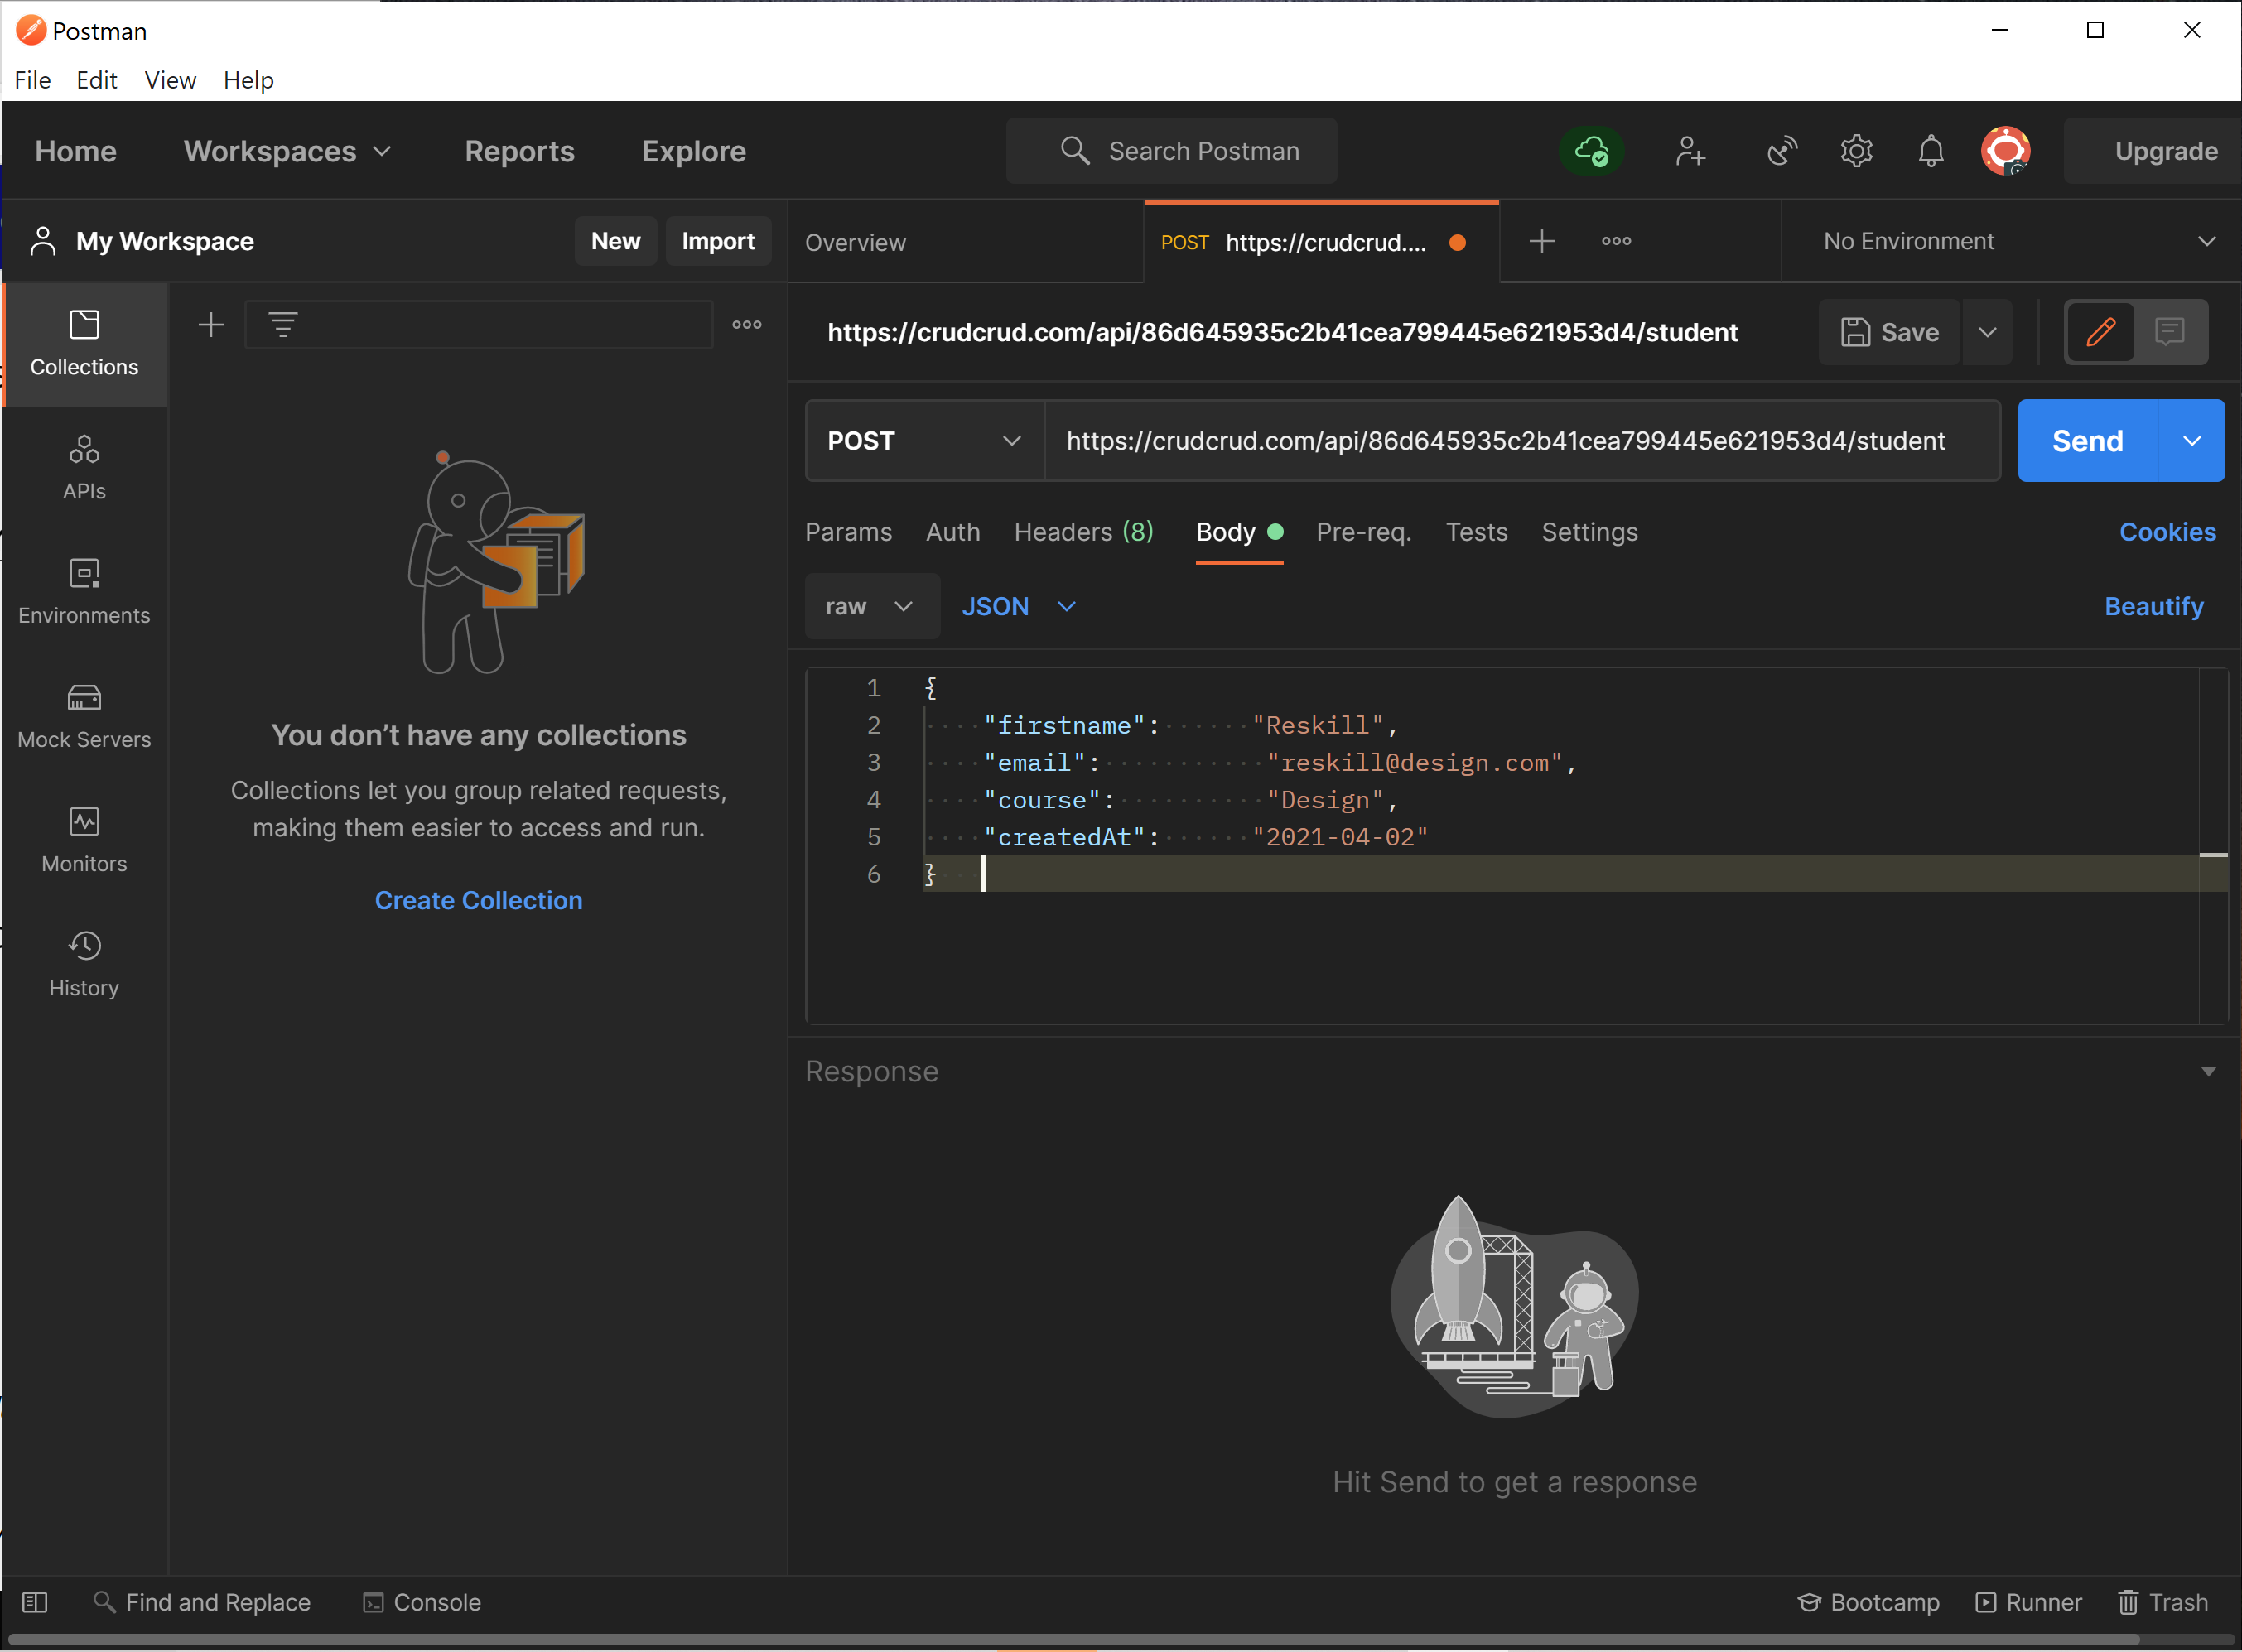 Postman
File Edit View Help
Home Workspaces Reports Explore Search Postman Upgrade
My Workspace New Import
Overview POST https://crudcrud.... No Environment
Collections
APIs
Environments
Mock Servers
Monitors
History
You don’t have any collections
Collections let you group related requests,
making them easier to access and run.
Create Collection
https://crudcrud.com/api/86d645935c2b41cea799445e621953d4/student Save
POST https://crudcrud.com/api/86d645935c2b41cea799445e621953d4/student Send
Params Auth Headers (8) Body Pre-req. Tests Settings Cookies
raw JSON Beautify
1 {
2 "firstname": "Reskill",
3 "email": "reskill@design.com",
4 "course": "Design",
5 "createdAt": "2021-04-02"
6 }
Response
Hit Send to get a response
Find and Replace Console Bootcamp Runner Trash